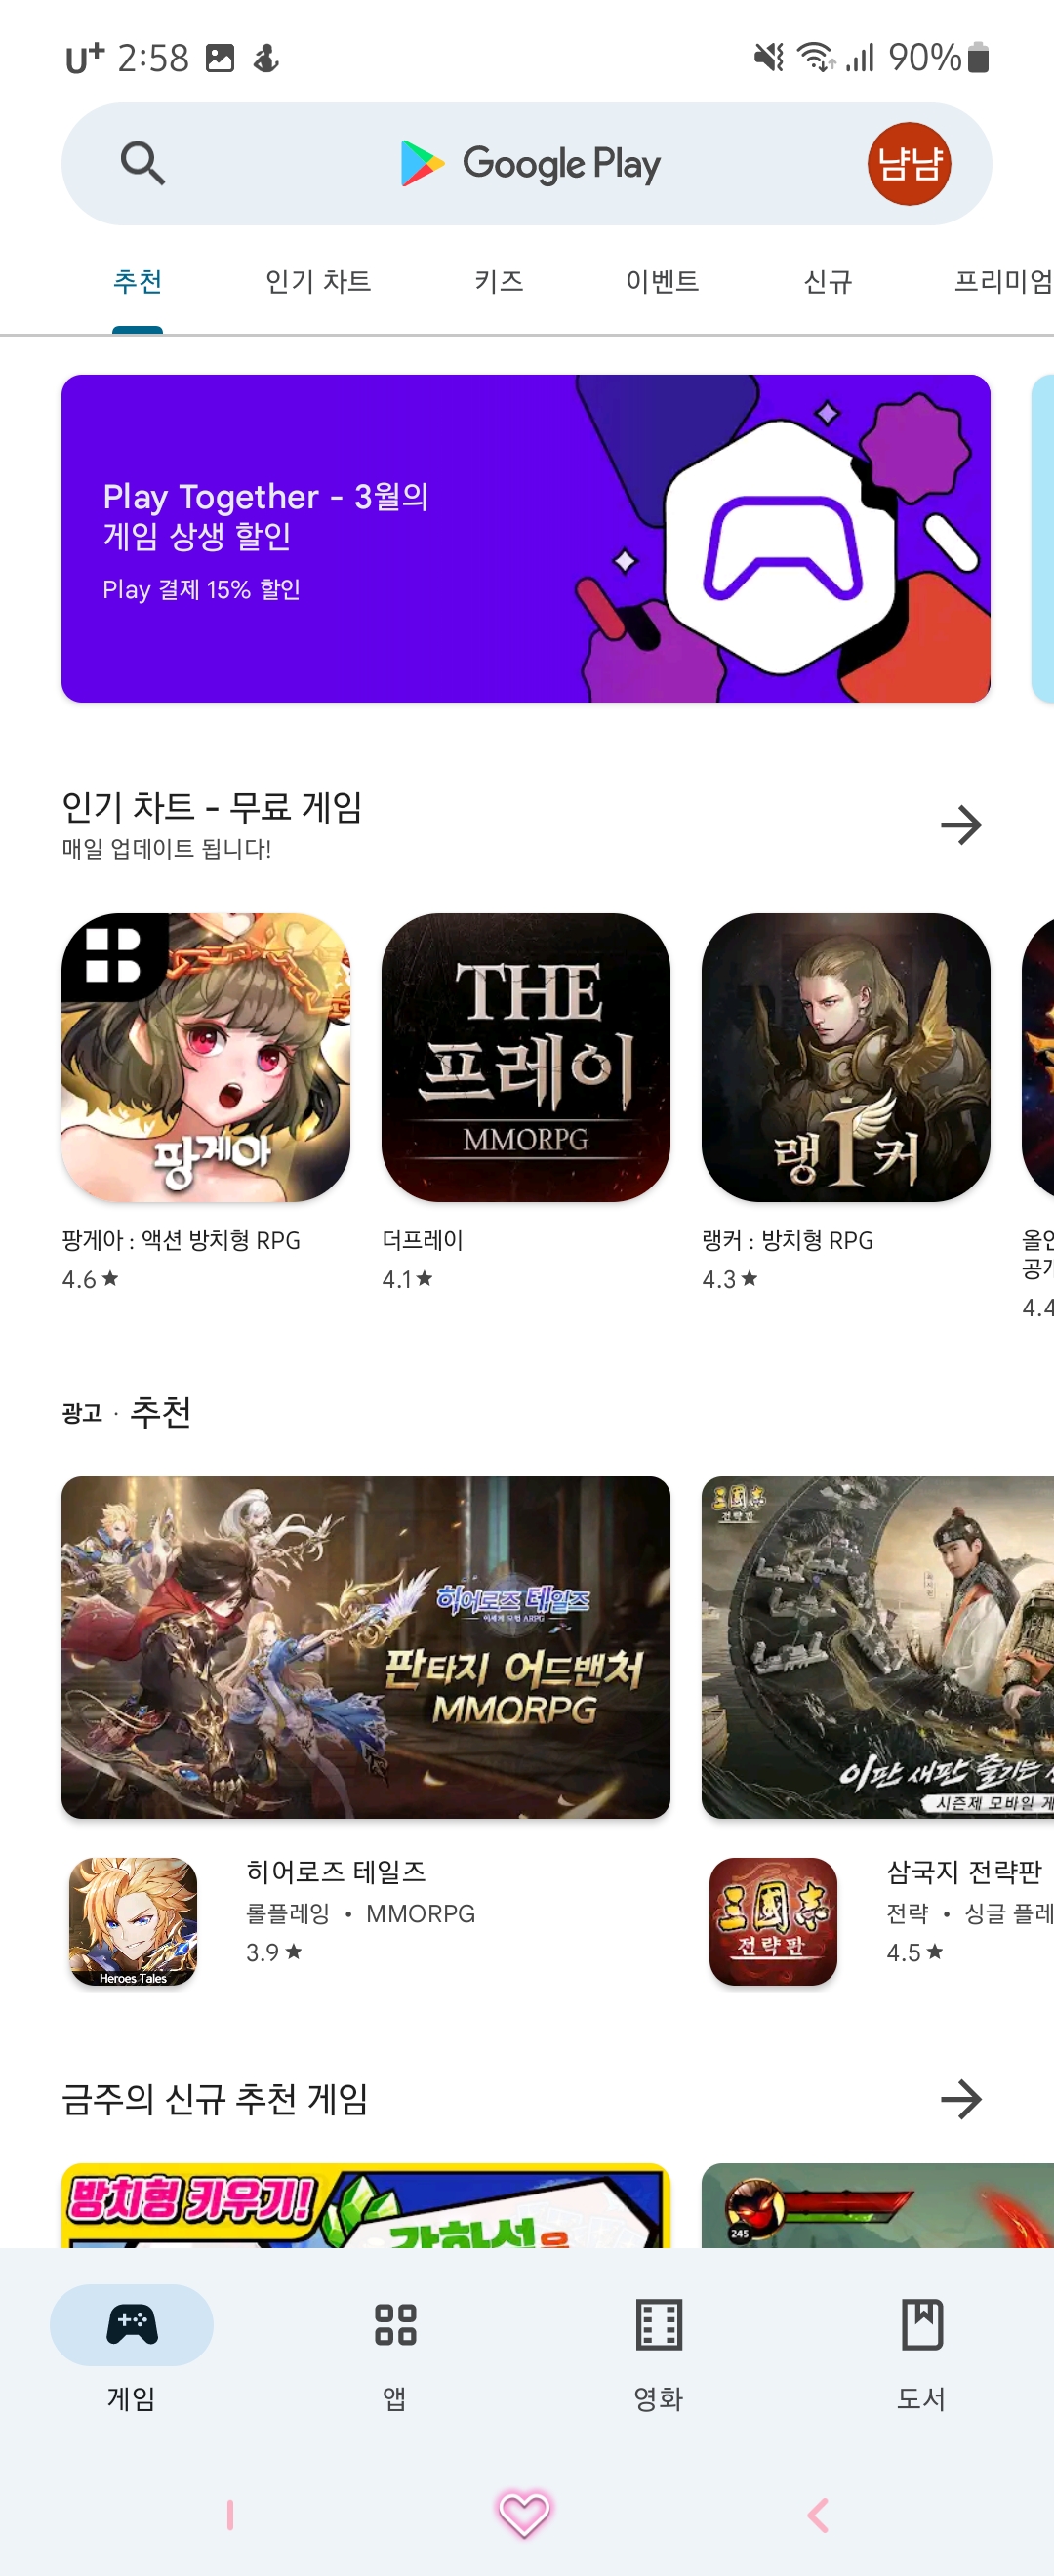 U+ 2:58 90%
Google Play 냠냠
추천 인기 차트 키즈 이벤트 신규 프리미엄
Play Together - 3월의
게임 상생 할인
Play 결제 15% 할인
인기 차트 - 무료 게임
매일 업데이트 됩니다!
팡게아
THE
프레이
MMORPG
랭1커
팡게아 : 액션 방치형 RPG
4.6★
더프레이
4.1★
랭커 : 방치형 RPG
4.3★
공개
4.4
광고 · 추천
히어로즈 테일즈
판타지 어드밴처
MMORPG
三國志
전략판
이판 새판 즐기는
시즌제 모바일
Heroes Tales
히어로즈 테일즈
롤플레잉 • MMORPG
3.9★
三國志
전략판
삼국지 전략판
전략 • 싱글 플레
4.5★
금주의 신규 추천 게임
방치형 키우기!
강화석을
245
게임 앱 영화 도서